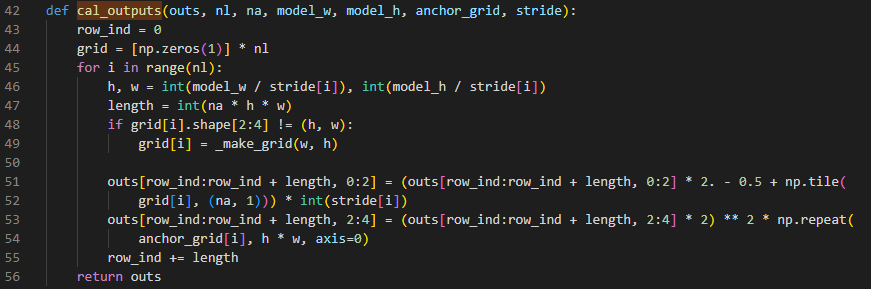 42 def cal_outputs(outs, nl, na, model_w, model_h, anchor_grid, stride):
43     row_ind = 0
44     grid = [np.zeros(1)] * nl
45     for i in range(nl):
46         h, w = int(model_w / stride[i]), int(model_h / stride[i])
47         length = int(na * h * w)
48         if grid[i].shape[2:4] != (h, w):
49             grid[i] = _make_grid(w, h)
50
51         outs[row_ind:row_ind + length, 0:2] = (outs[row_ind:row_ind + length, 0:2] * 2. - 0.5 + np.tile(
52             grid[i], (na, 1))) * int(stride[i])
53         outs[row_ind:row_ind + length, 2:4] = (outs[row_ind:row_ind + length, 2:4] * 2) ** 2 * np.repeat(
54             anchor_grid[i], h * w, axis=0)
55         row_ind += length
56     return outs